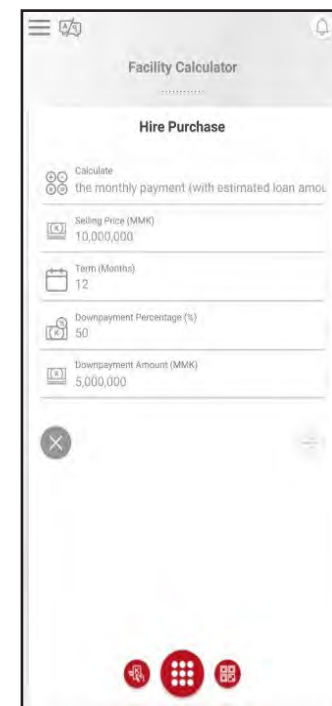 Facility Calculator
Hire Purchase
Calculate
the monthly payment (with estimated loan amou
Selling Price (MMK)
10,000,000
Term (Months)
12
Downpayment Percentage (%)
50
Downpayment Amount (MMK)
5,000,000